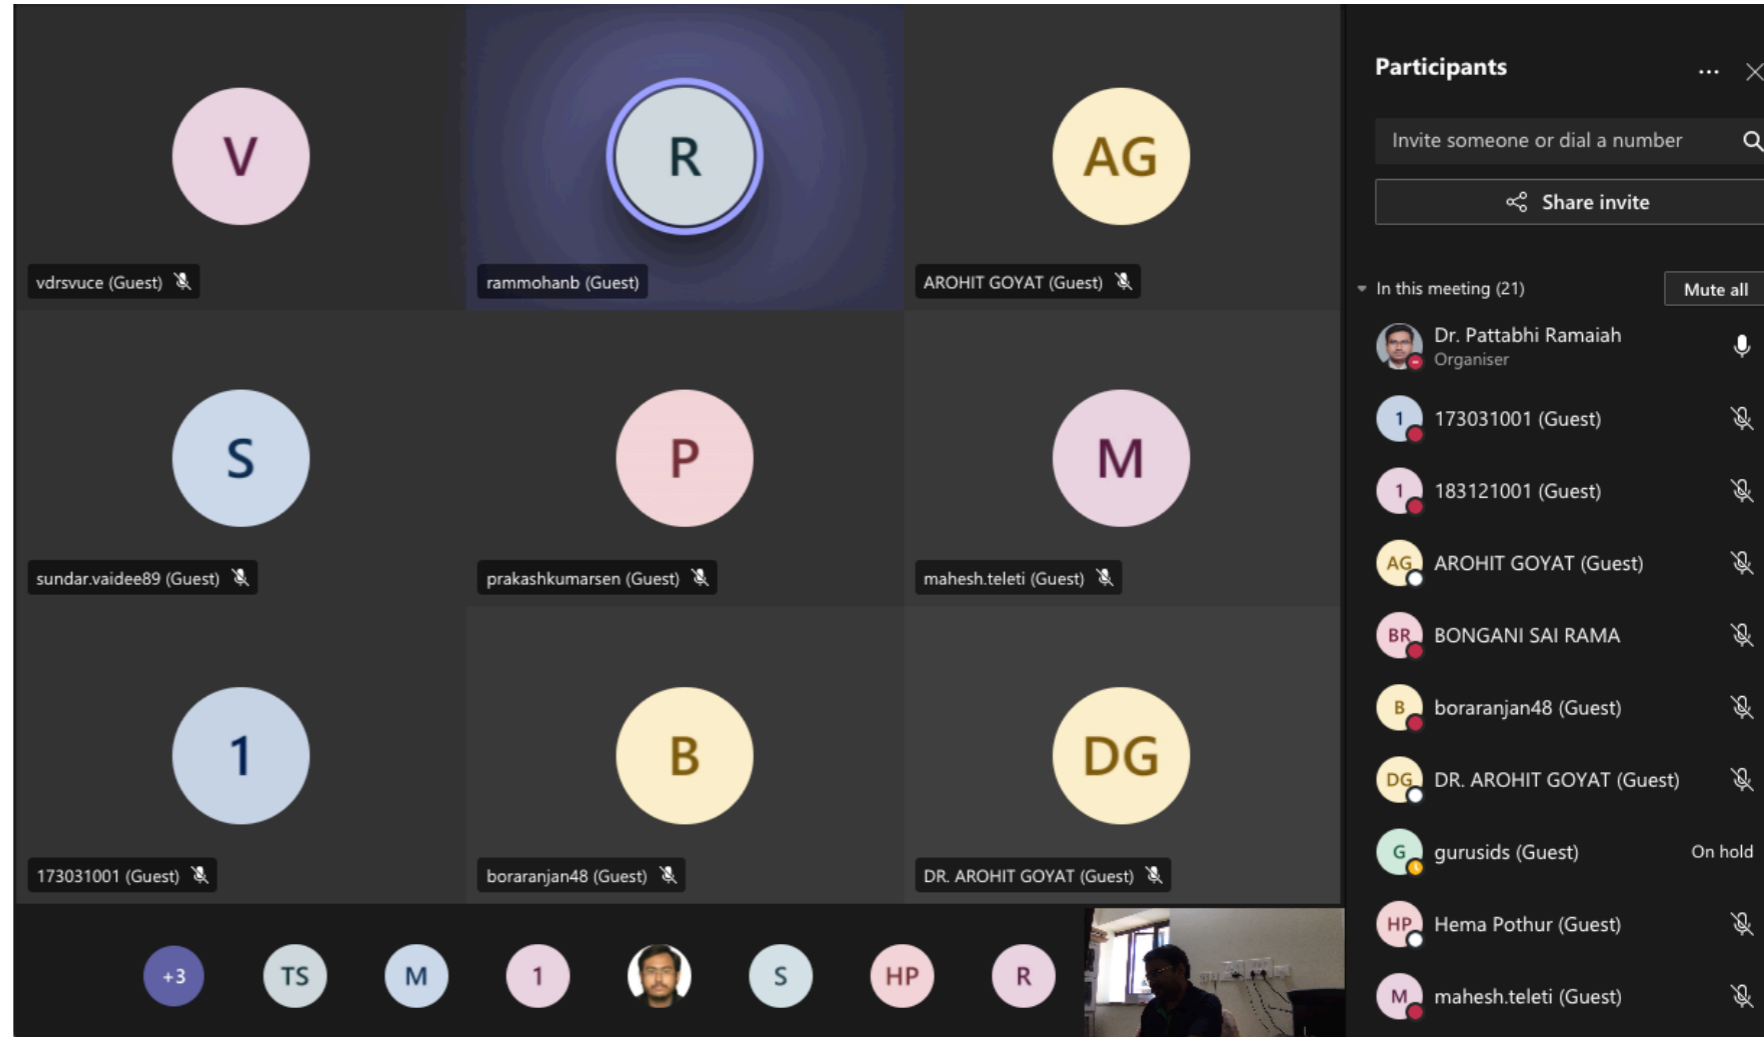 V
vdrsvuce (Guest)
R
rammohanb (Guest)
AG
AROHIT GOYAT (Guest)
S
sundar.vaidee89 (Guest)
P
prakashkumarsen (Guest)
M
mahesh.teleti (Guest)
1
173031001 (Guest)
B
boraranjan48 (Guest)
DG
DR. AROHIT GOYAT (Guest)
+3
TS
M
1
S
HP
R
Participants
Invite someone or dial a number
Share invite
In this meeting (21)
Mute all
Dr. Pattabhi Ramaiah
Organiser
1
173031001 (Guest)
1
183121001 (Guest)
AG
AROHIT GOYAT (Guest)
BR
BONGANI SAI RAMA
B
boraranjan48 (Guest)
DG
DR. AROHIT GOYAT (Guest)
G
gurusids (Guest)
On hold
HP
Hema Pothur (Guest)
M
mahesh.teleti (Guest)